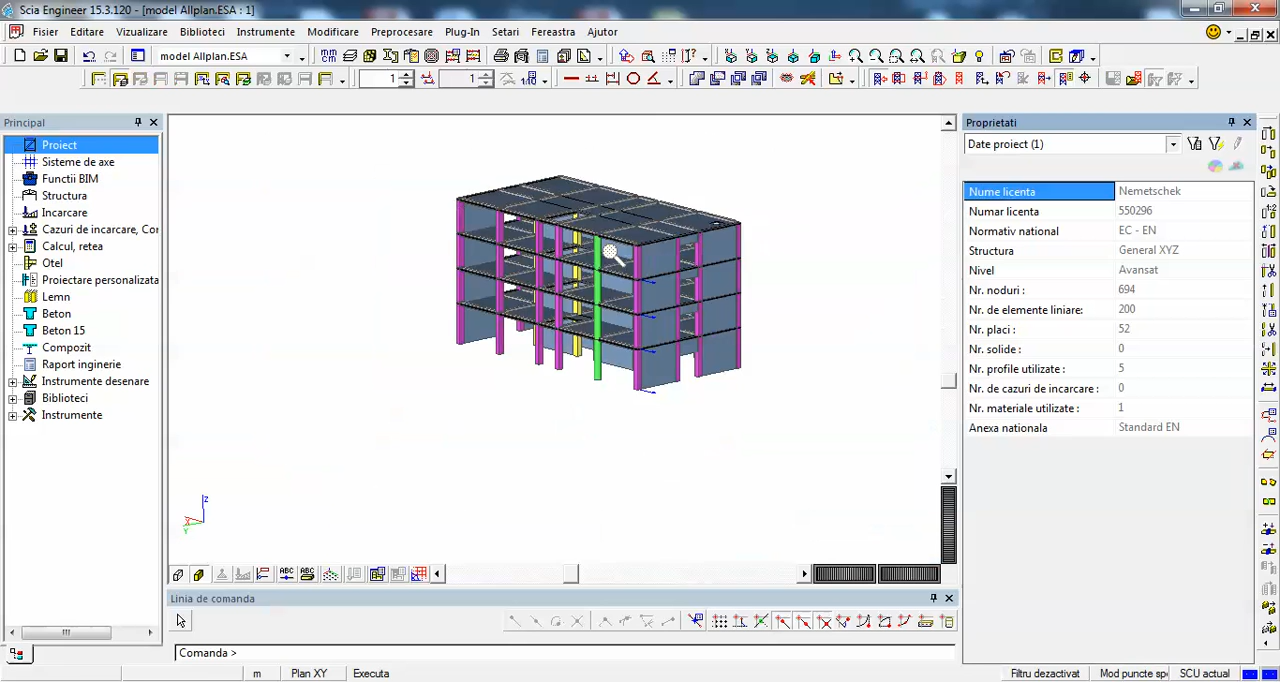 Scia Engineer 15.3.120 - [model Allplan.ESA : 1]
Fisier Editare Vizualizare Biblioteci Instrumente Modificare Preprocesare Plug-In Setari Fereastra Ajutor
model Allplan.ESA
1 1
Principal
Proiect
Sisteme de axe
Functii BIM
Structura
Incarcare
Cazuri de incarcare, Cor
Calcul, retea
Otel
Proiectare personalizata
Lemn
Beton
Beton 15
Compozit
Raport inginerie
Instrumente desenare
Biblioteci
Instrumente
Z
X
Y
ABC ABC
Proprietati
Date proiect (1)
Nume licenta Nemetschek
Numar licenta 550296
Normativ national EC - EN
Structura General XYZ
Nivel Avansat
Nr. noduri : 694
Nr. de elemente liniare: 200
Nr. placi : 52
Nr. solide : 0
Nr. profile utilizate : 5
Nr. de cazuri de incarcare : 0
Nr. materiale utilizate : 1
Anexa nationala Standard EN
Linia de comanda
Comanda >
m Plan XY Executa Filtru dezactivat Mod puncte sp SCU actual